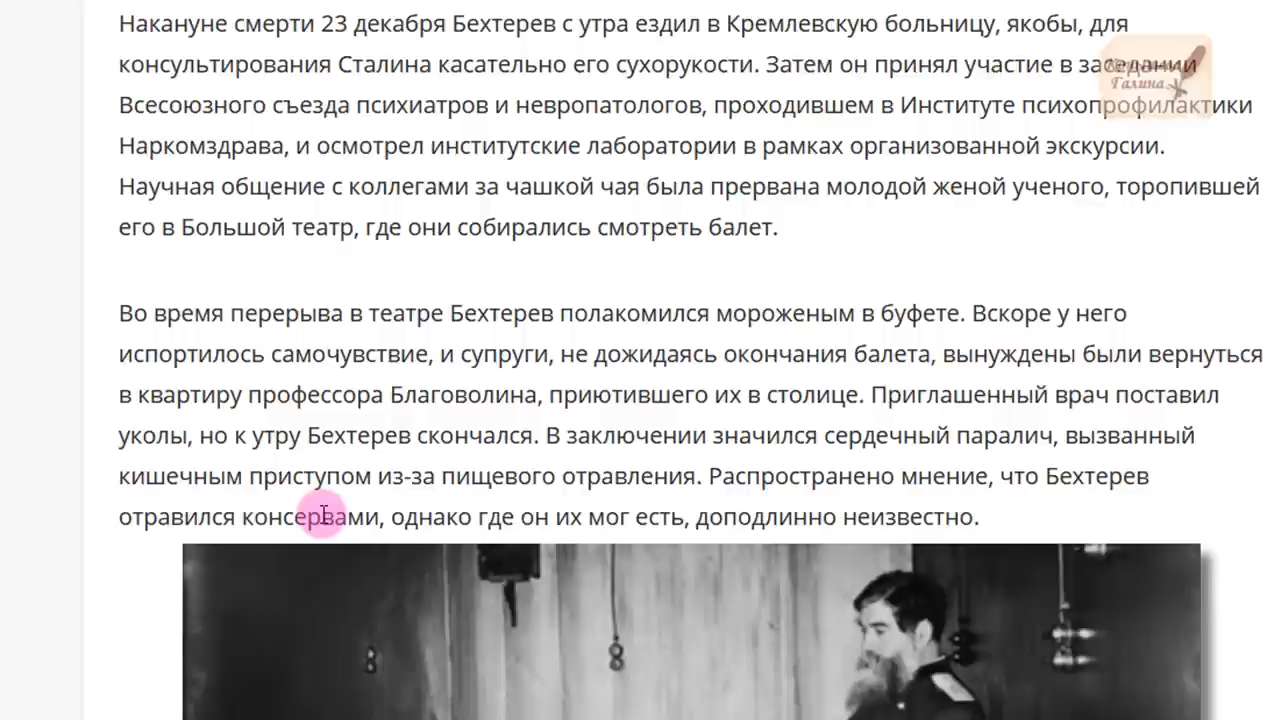 Накануне смерти 23 декабря Бехтерев с утра ездил в Кремлевскую больницу, якобы, для
консультирования Сталина касательно его сухорукости. Затем он принял участие в заседании
Всесоюзного съезда психиатров и невропатологов, проходившем в Институте психопрофилактики
Наркомздрава, и осмотрел институтские лаборатории в рамках организованной экскурсии.
Научная общение с коллегами за чашкой чая была прервана молодой женой ученого, торопившей
его в Большой театр, где они собирались смотреть балет.
Во время перерыва в театре Бехтерев полакомился мороженым в буфете. Вскоре у него
испортилось самочувствие, и супруги, не дожидаясь окончания балета, вынуждены были вернуться
в квартиру профессора Благоволина, приютившего их в столице. Приглашенный врач поставил
уколы, но к утру Бехтерев скончался. В заключении значился сердечный паралич, вызванный
кишечным приступом из-за пищевого отравления. Распространено мнение, что Бехтерев
отравился консервами, однако где он их мог есть, доподлинно неизвестно.
Галина